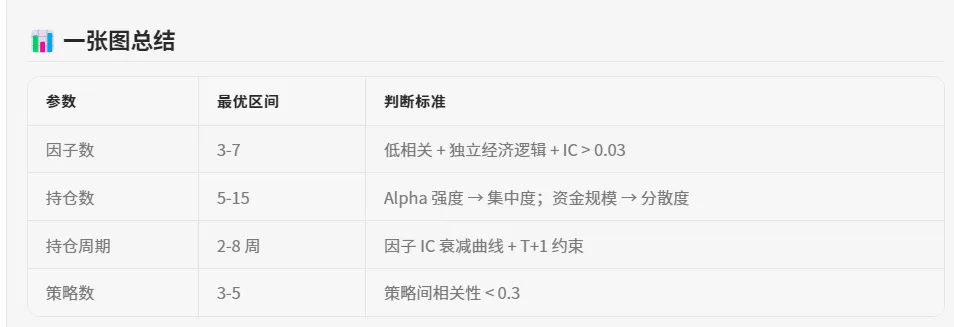 一张图总结
参数 最优区间 判断标准
因子数 3-7 低相关 + 独立经济逻辑 + IC > 0.03
持仓数 5-15 Alpha 强度 → 集中度；资金规模 → 分散度
持仓周期 2-8 周 因子 IC 衰减曲线 + T+1 约束
策略数 3-5 策略间相关性 < 0.3